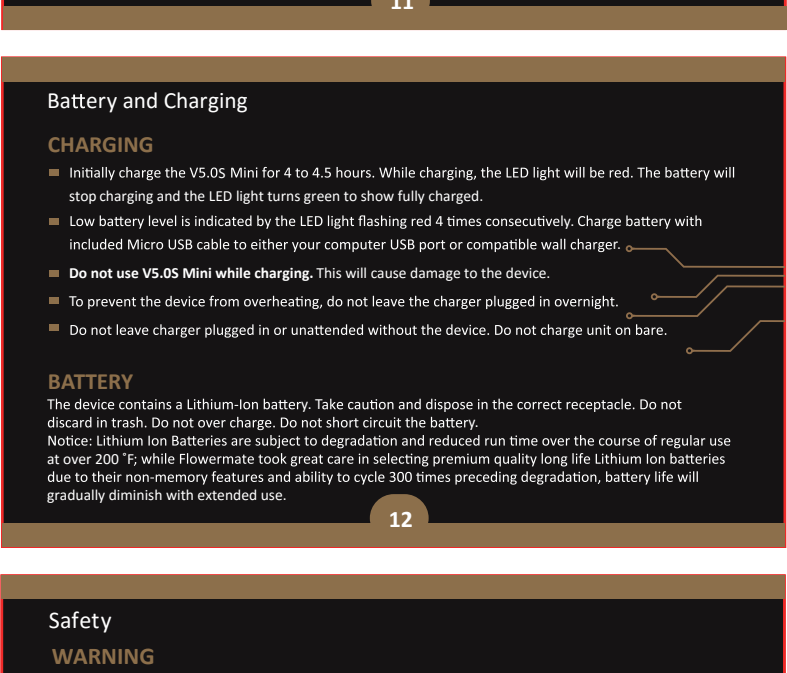 11
Battery and Charging
CHARGING
Initially charge the V5.0S Mini for 4 to 4.5 hours. While charging, the LED light will be red. The battery will
stop charging and the LED light turns green to show fully charged.
Low battery level is indicated by the LED light flashing red 4 times consecutively. Charge battery with
included Micro USB cable to either your computer USB port or compatible wall charger.
Do not use V5.0S Mini while charging. This will cause damage to the device.
To prevent the device from overheating, do not leave the charger plugged in overnight.
Do not leave charger plugged in or unattended without the device. Do not charge unit on bare.
BATTERY
The device contains a Lithium-Ion battery. Take caution and dispose in the correct receptacle. Do not
discard in trash. Do not over charge. Do not short circuit the battery.
Notice: Lithium Ion Batteries are subject to degradation and reduced run time over the course of regular use
at over 200 ˚F; while Flowermate took great care in selecting premium quality long life Lithium Ion batteries
due to their non-memory features and ability to cycle 300 times preceding degradation, battery life will
gradually diminish with extended use.
12
Safety
WARNING